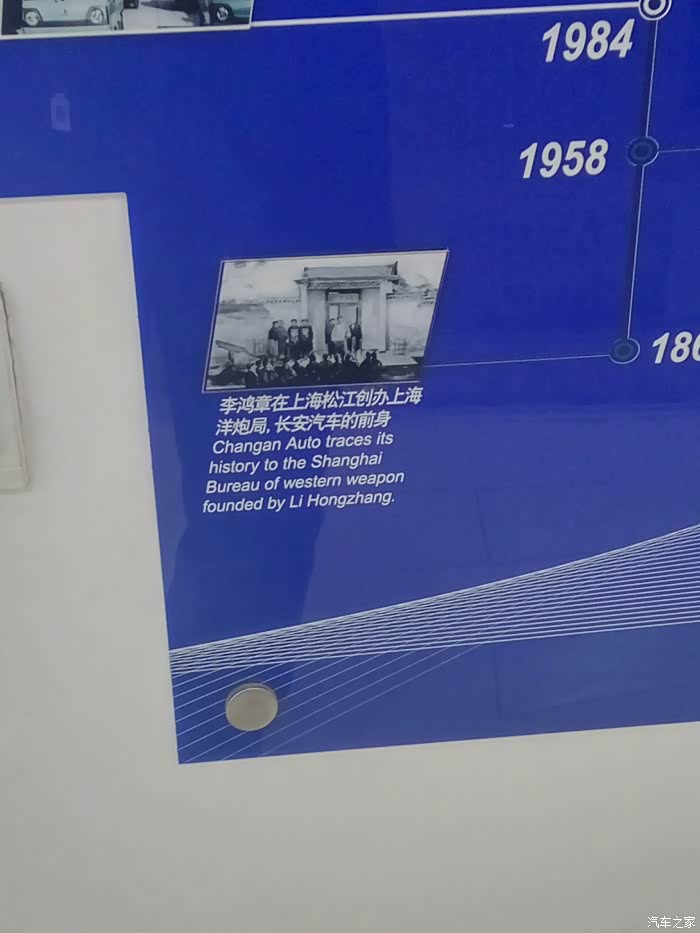 1984
1958
186
李鸿章在上海松江创办上海
洋炮局,长安汽车的前身
Changan Auto traces its
history to the Shanghai
Bureau of western weapon
founded by Li Hongzhang.
汽车之家